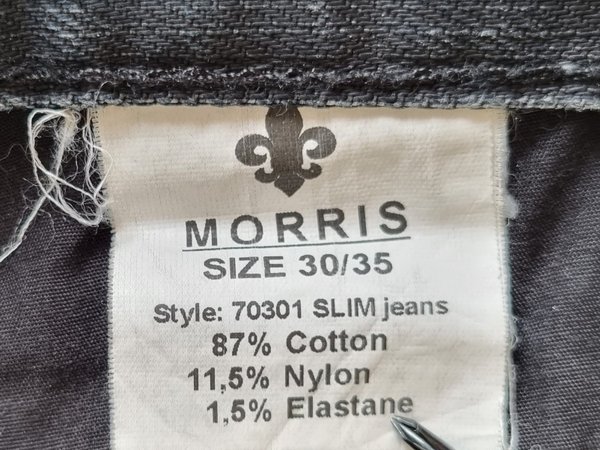 MORRIS
SIZE 30/35
Style: 70301 SLIM jeans
87% Cotton
11,5% Nylon
1,5% Elastane